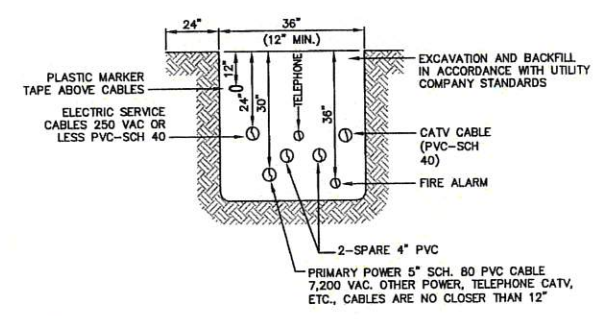 24"
36"
(12" MIN.)
PLASTIC MARKER
TAPE ABOVE CABLES
ELECTRIC SERVICE
CABLES 250 VAC OR
LESS PVC-SCH 40
12"
24"
30"
TELEPHONE
36"
EXCAVATION AND BACKFILL
IN ACCORDANCE WITH UTILITY
COMPANY STANDARDS
CATV CABLE
(PVC-SCH
40)
FIRE ALARM
2-SPARE 4" PVC
PRIMARY POWER 5" SCH. 80 PVC CABLE
7,200 VAC. OTHER POWER, TELEPHONE CATV,
ETC., CABLES ARE NO CLOSER THAN 12"